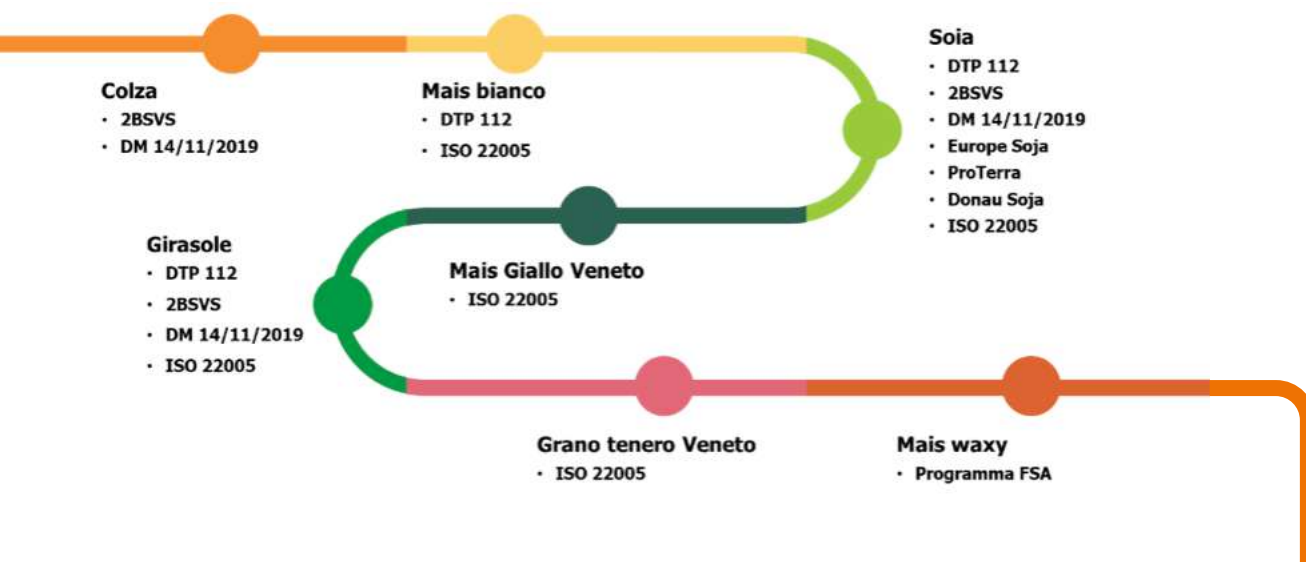 Colza
· 2BSVS
· DM 14/11/2019
Mais bianco
· DTP 112
· ISO 22005
Soia
· DTP 112
· 2BSVS
· DM 14/11/2019
· Europe Soja
· ProTerra
· Donau Soja
· ISO 22005
Mais Giallo Veneto
· ISO 22005
Girasole
· DTP 112
· 2BSVS
· DM 14/11/2019
· ISO 22005
Grano tenero Veneto
· ISO 22005
Mais waxy
· Programma FSA